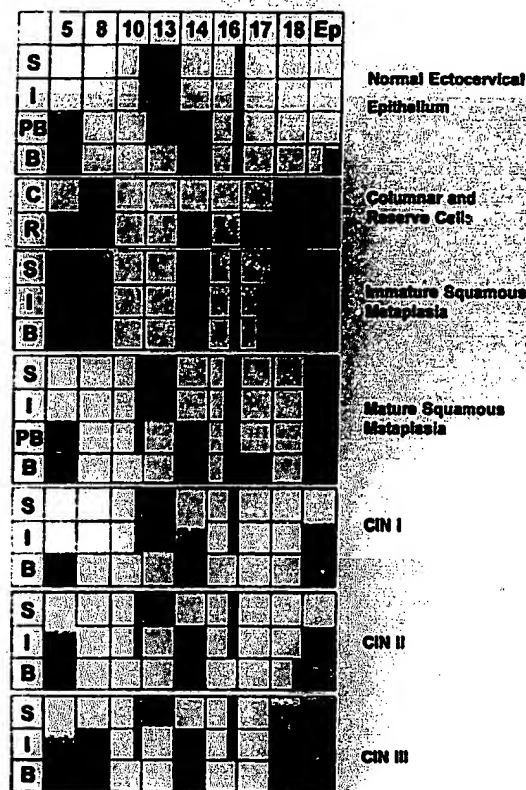 5 8 10 13 14 16 17 18 Ep
S
I
PB
B
Normal Ectocervical
Epithelium
C
R
Columnar and
Reserve Cells
S
I
B
Immature Squamous
Metaplasia
S
I
PB
B
Mature Squamous
Metaplasia
S
I
B
CIN I
S
I
B
CIN II
S
I
B
CIN III